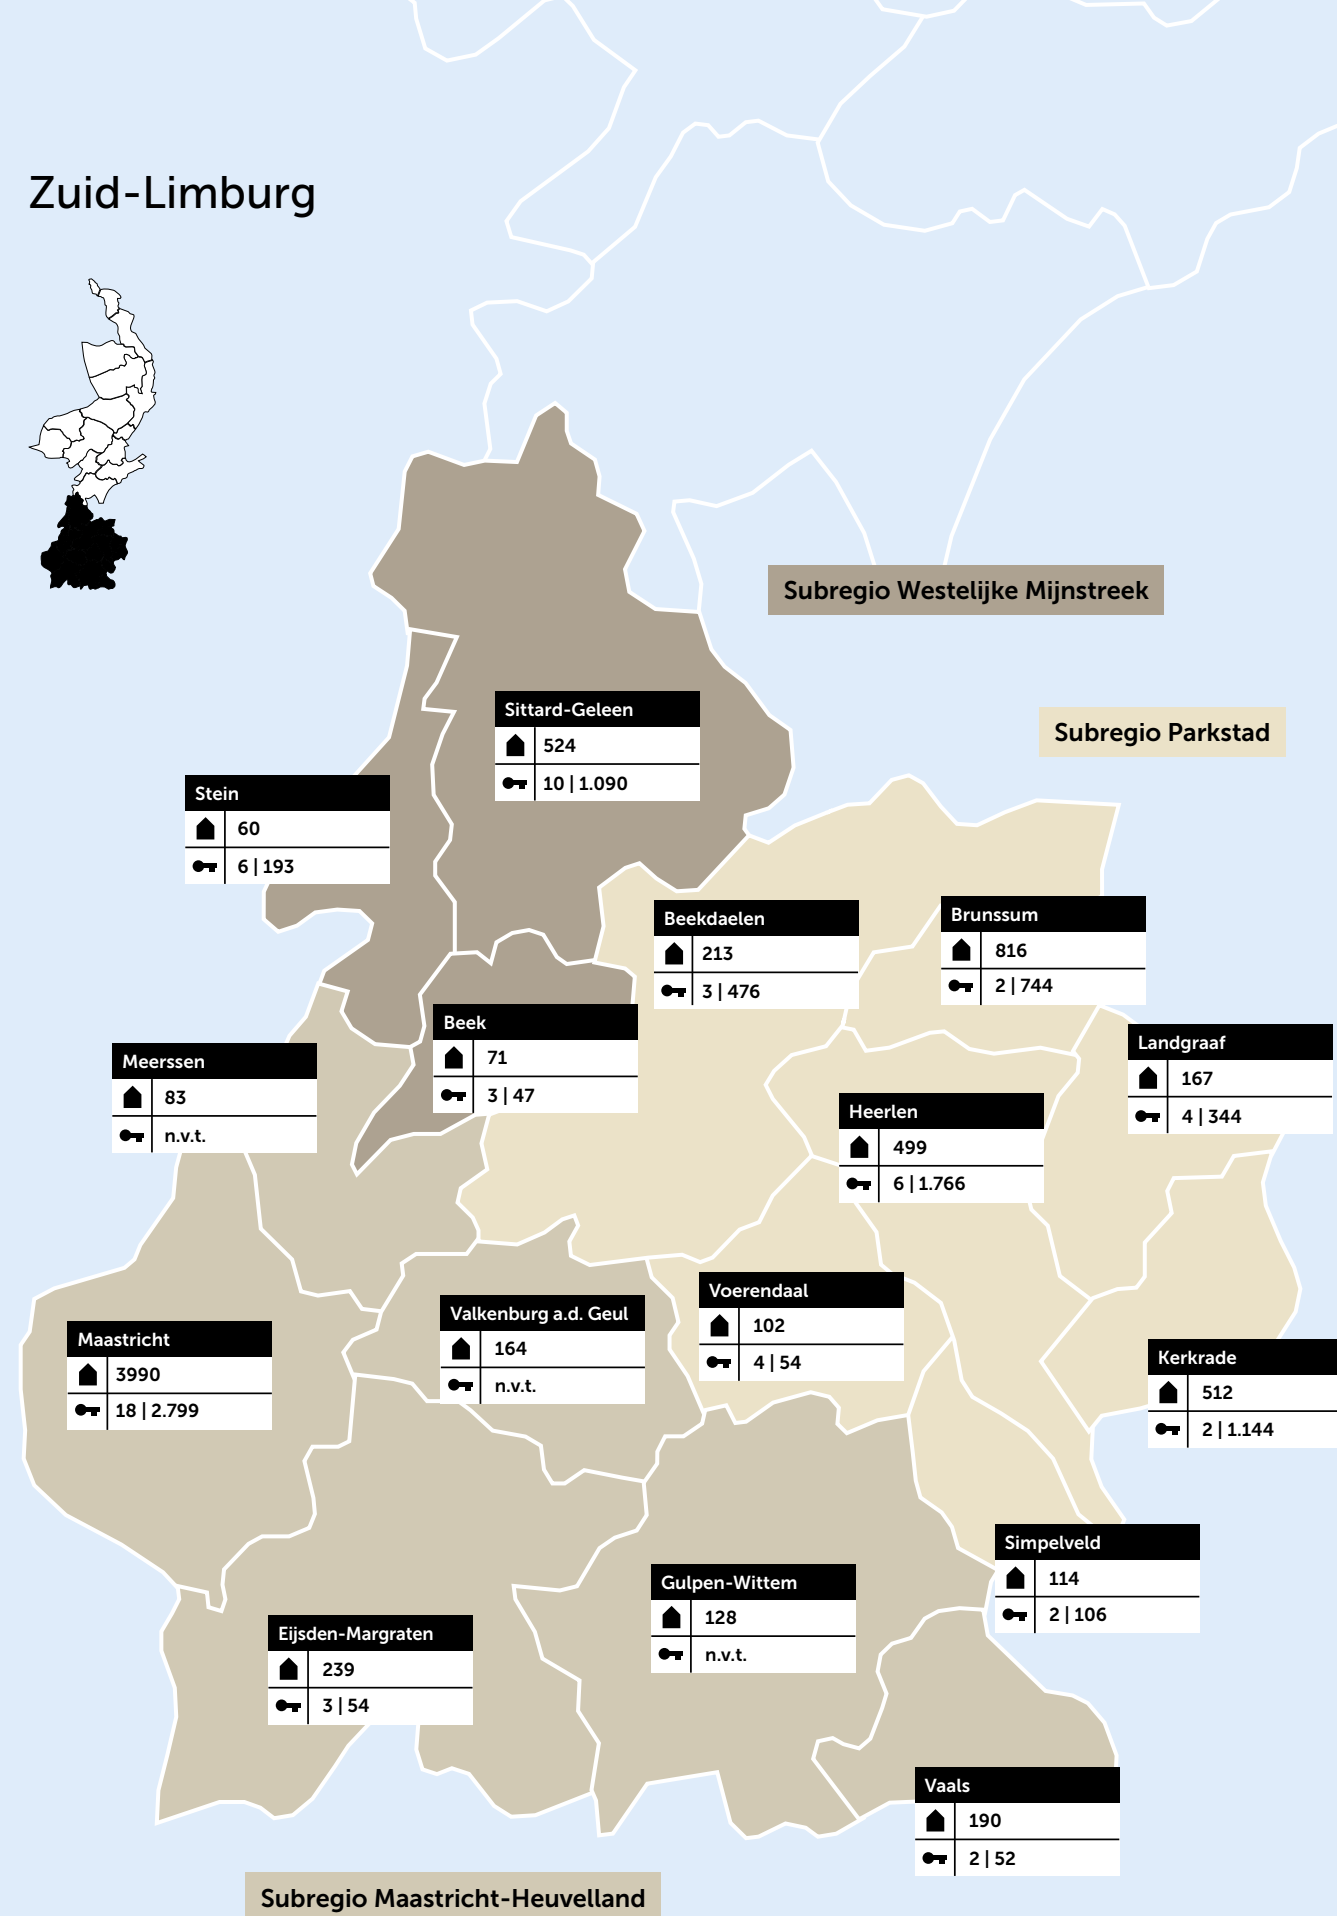 Zuid-Limburg
Subregio Westelijke Mijnstreek
Sittard-Geleen
524
10 | 1.090
Subregio Parkstad
Stein
60
6 | 193
Beekdaelen
213
3 | 476
Brunssum
816
2 | 744
Beek
71
3 | 47
Landgraaf
167
4 | 344
Meerssen
83
n.v.t.
Heerlen
499
6 | 1.766
Voerendaal
102
4 | 54
Valkenburg a.d. Geul
164
n.v.t.
Maastricht
3990
18 | 2.799
Kerkrade
512
2 | 1.144
Simpelveld
114
2 | 106
Gulpen-Wittem
128
n.v.t.
Eijsden-Margraten
239
3 | 54
Vaals
190
2 | 52
Subregio Maastricht-Heuvelland